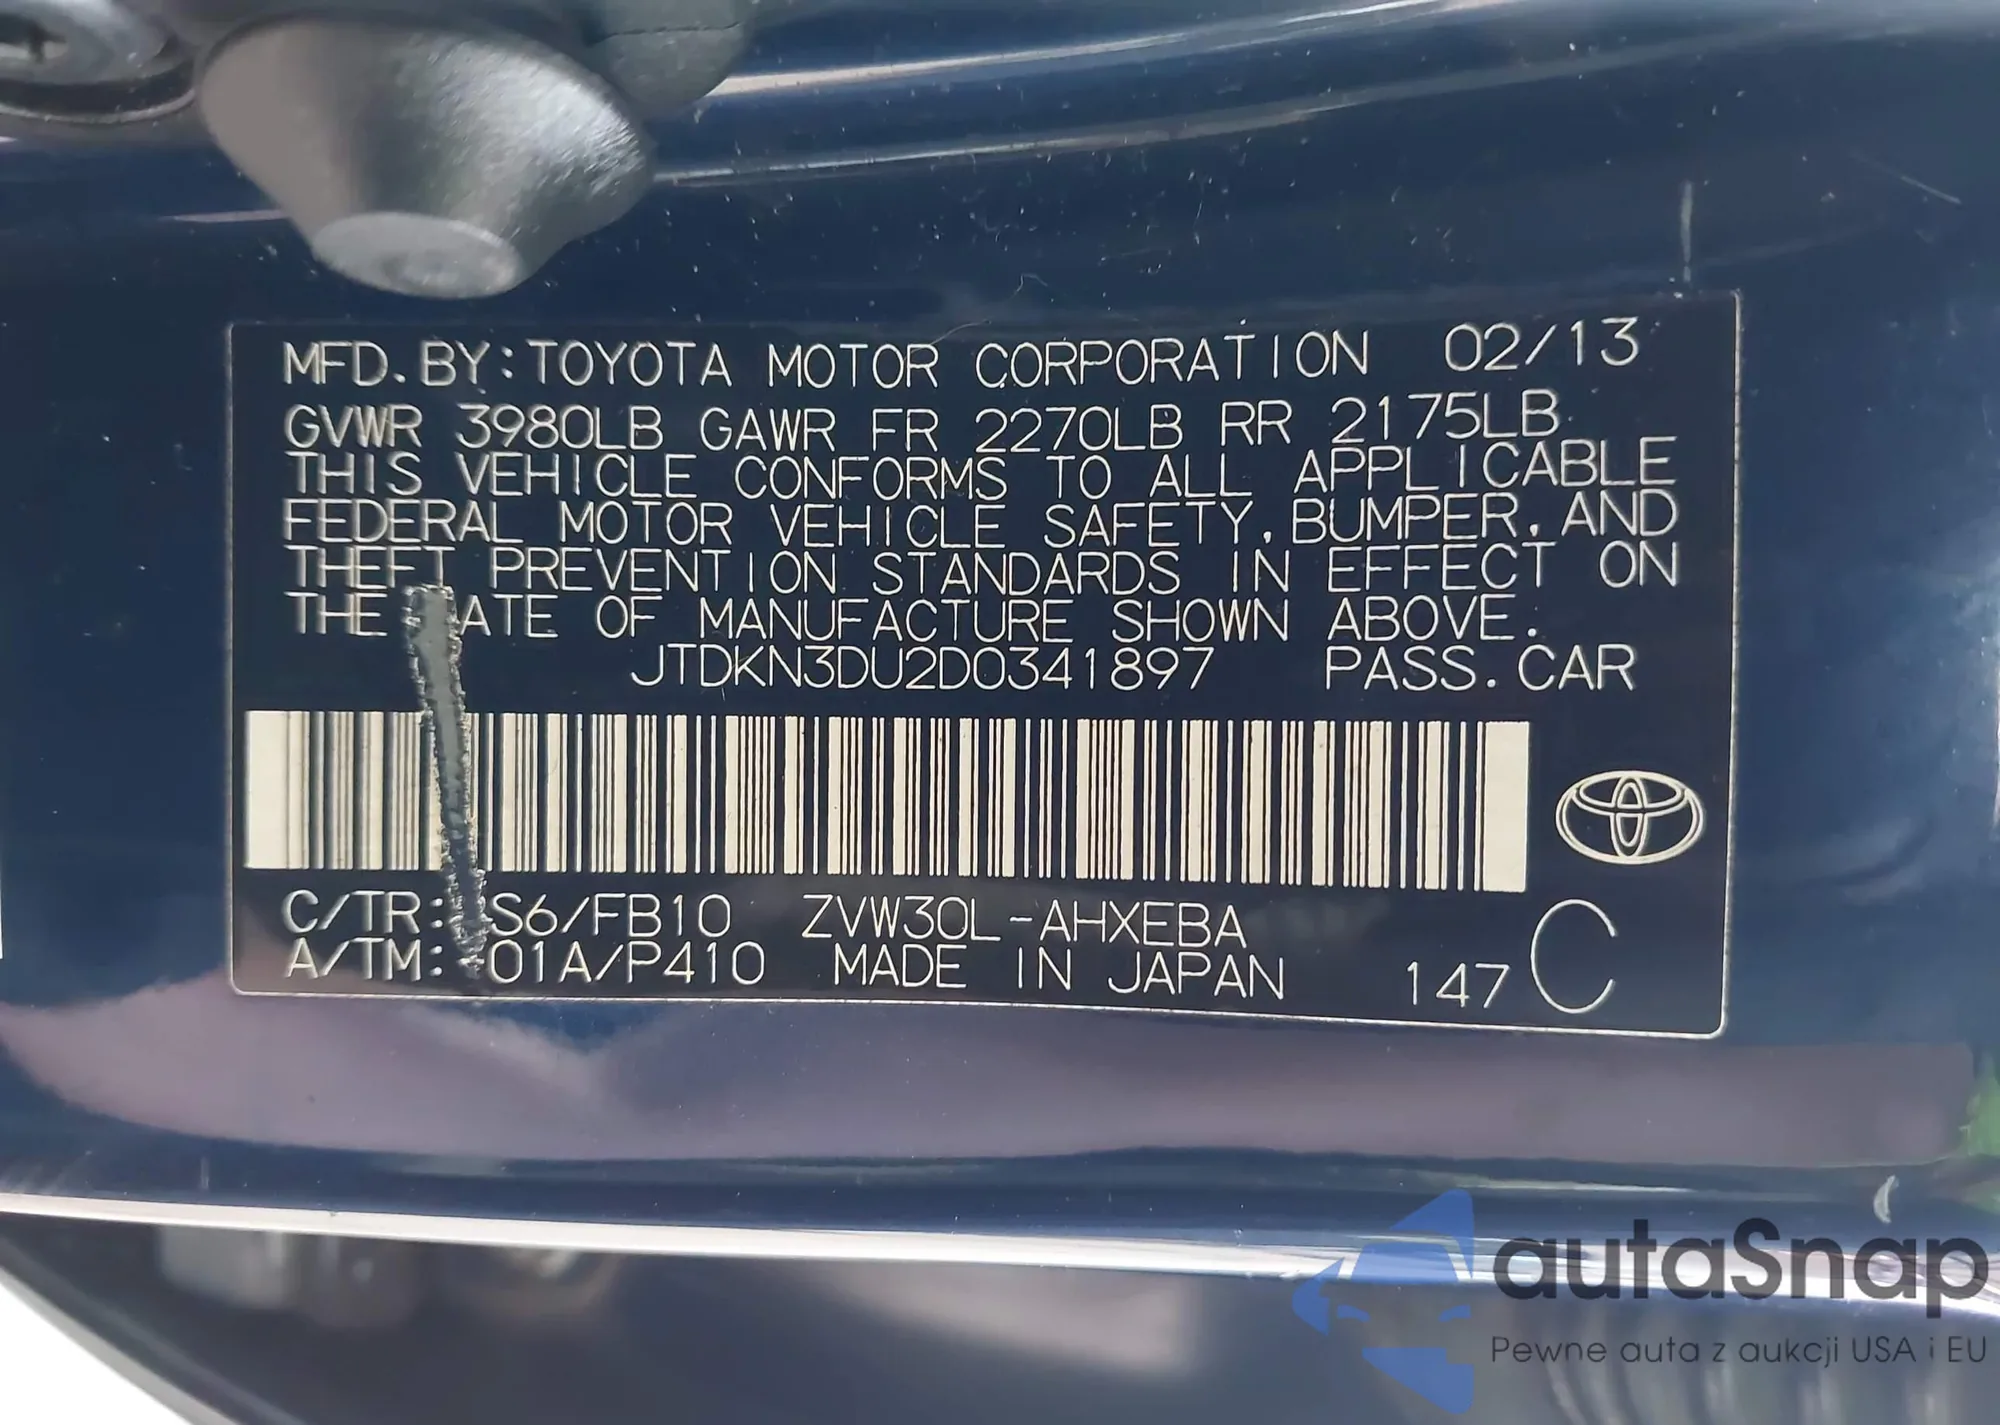 MFD. BY: TOYOTA MOTOR CORPORATION 02/13
GVWR 3980LB GAWR FR 2270LB RR 2175LB
THIS VEHICLE CONFORMS TO ALL APPLICABLE
FEDERAL MOTOR VEHICLE SAFETY, BUMPER, AND
THEFT PREVENTION STANDARDS IN EFFECT ON
THE DATE OF MANUFACTURE SHOWN ABOVE.
JTDKN3DU2D0341897 PASS. CAR
C/TR: S6/FB10 ZVW30L-AHXEBA
A/TM: 01A/P410 MADE IN JAPAN 147 C
autaSnap
Pewne auta z aukcji USA i EU